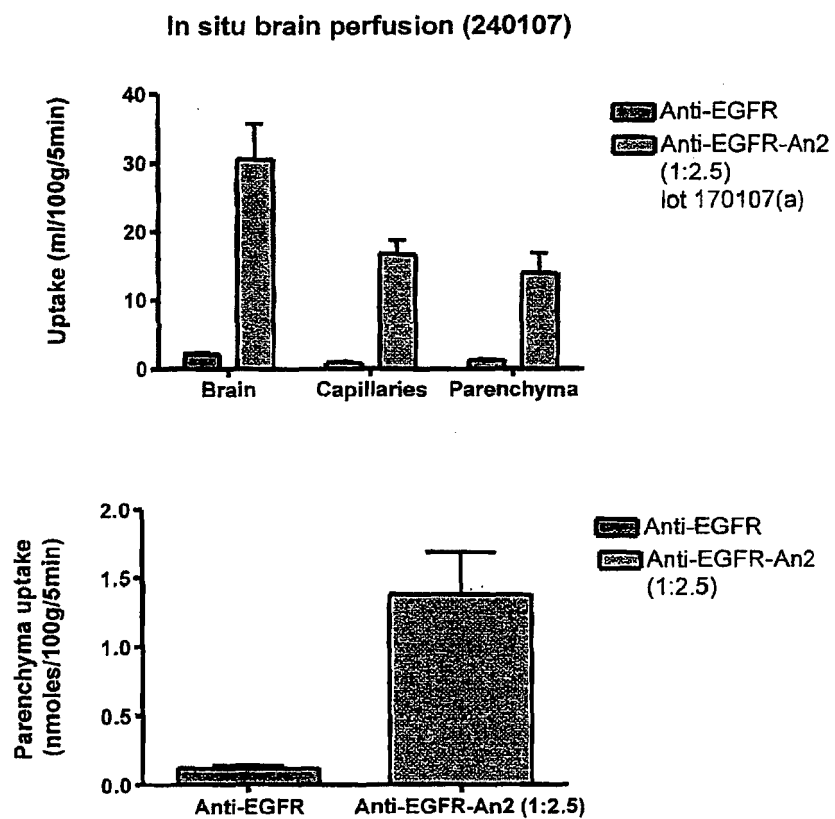 In situ brain perfusion (240107)
Uptake (ml/100g/5min)
40
30
20
10
0
Brain Capillaries Parenchyma
Anti-EGFR
Anti-EGFR-An2
(1:2.5)
lot 170107(a)
Parenchyma uptake
(nmoles/100g/5min)
2.0
1.5
1.0
0.5
0.0
Anti-EGFR Anti-EGFR-An2 (1:2.5)
Anti-EGFR
Anti-EGFR-An2
(1:2.5)